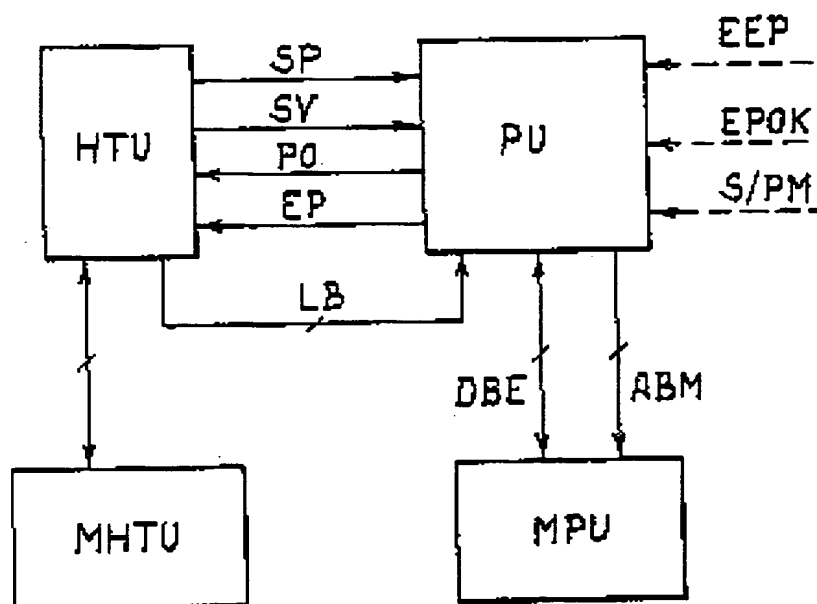 EEP
SP
SV
HTU
PU
EPOK
PO
S/PM
EP
LB
DBE
ABM
MHTU
MPU